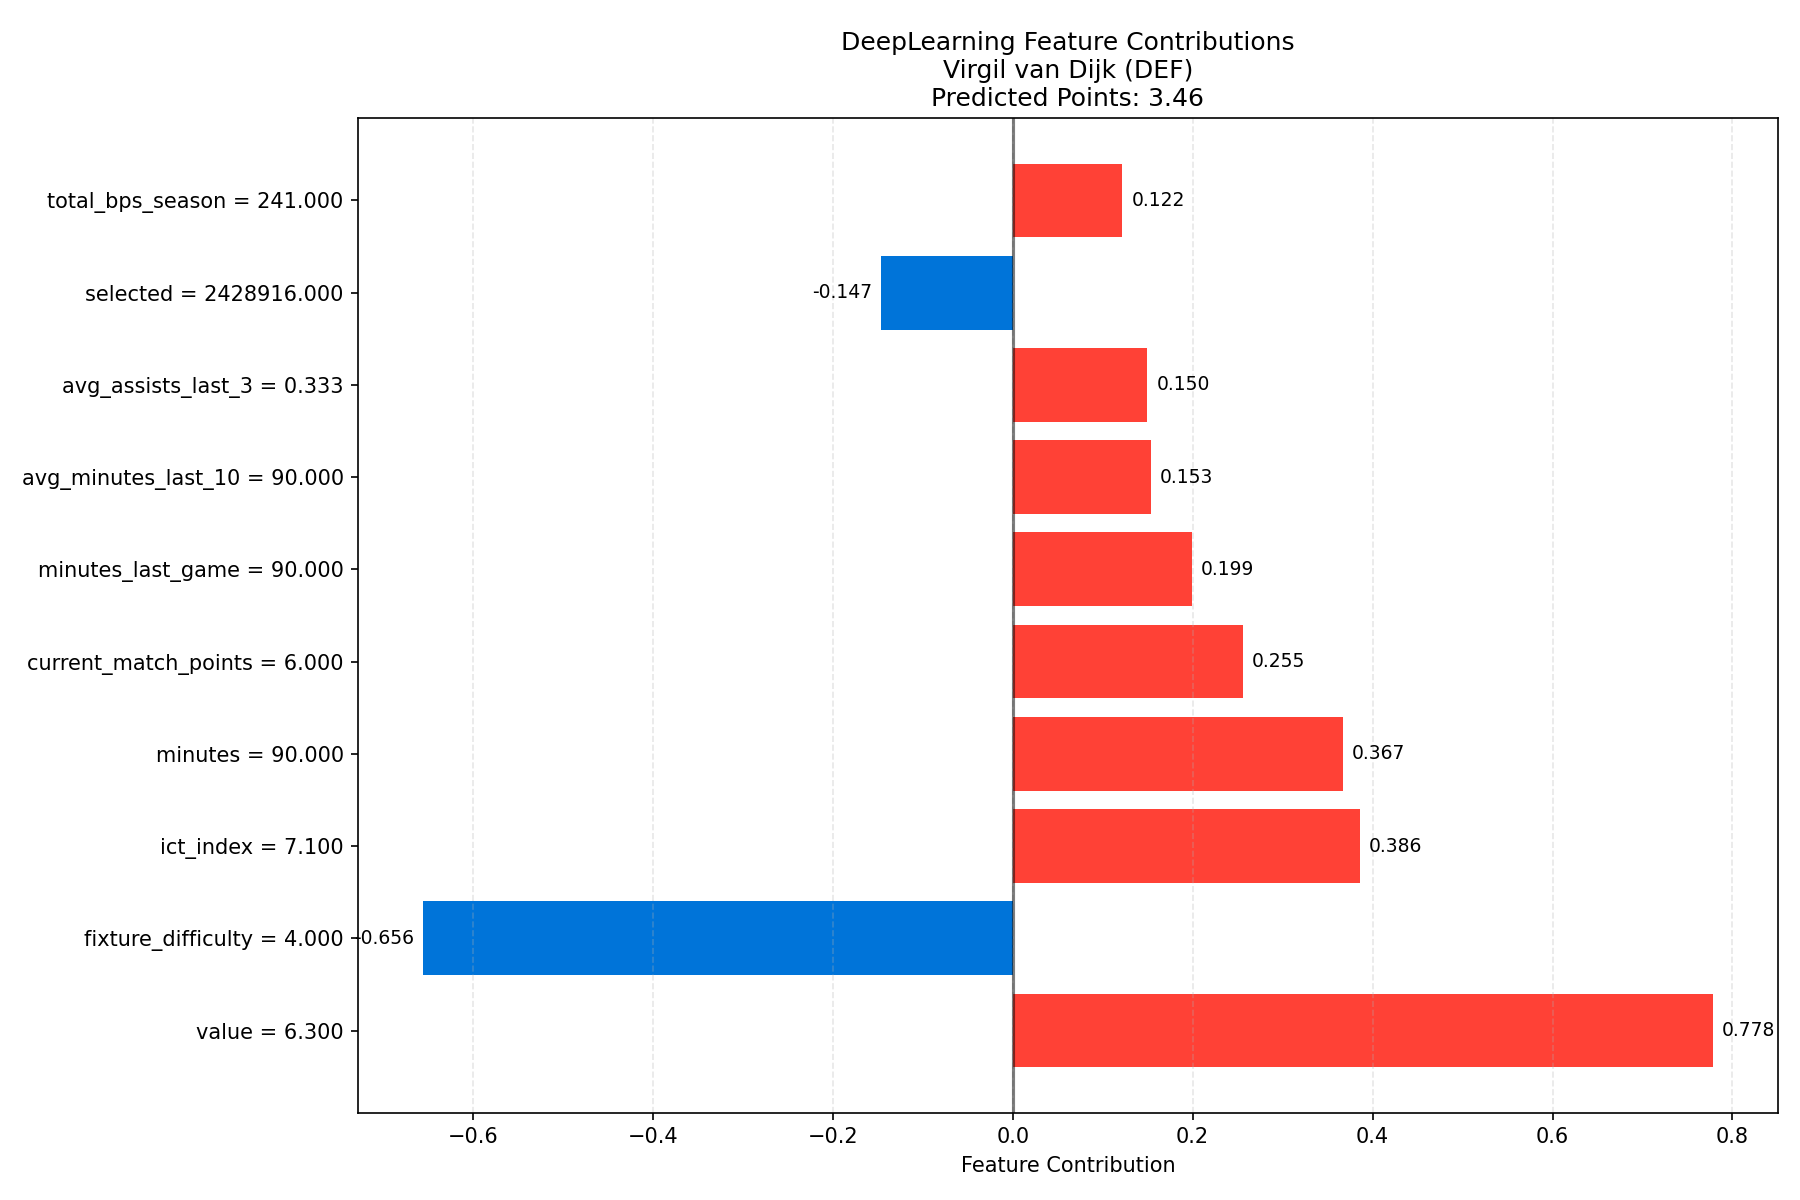 DeepLearning Feature Contributions
Virgil van Dijk (DEF)
Predicted Points: 3.46
total_bps_season = 241.000
0.122
selected = 2428916.000
-0.147
avg_assists_last_3 = 0.333
0.150
avg_minutes_last_10 = 90.000
0.153
minutes_last_game = 90.000
0.199
current_match_points = 6.000
0.255
minutes = 90.000
0.367
ict_index = 7.100
0.386
fixture_difficulty = 4.000
-0.656
value = 6.300
0.778
−0.6 −0.4 −0.2 0.0 0.2 0.4 0.6 0.8
Feature Contribution